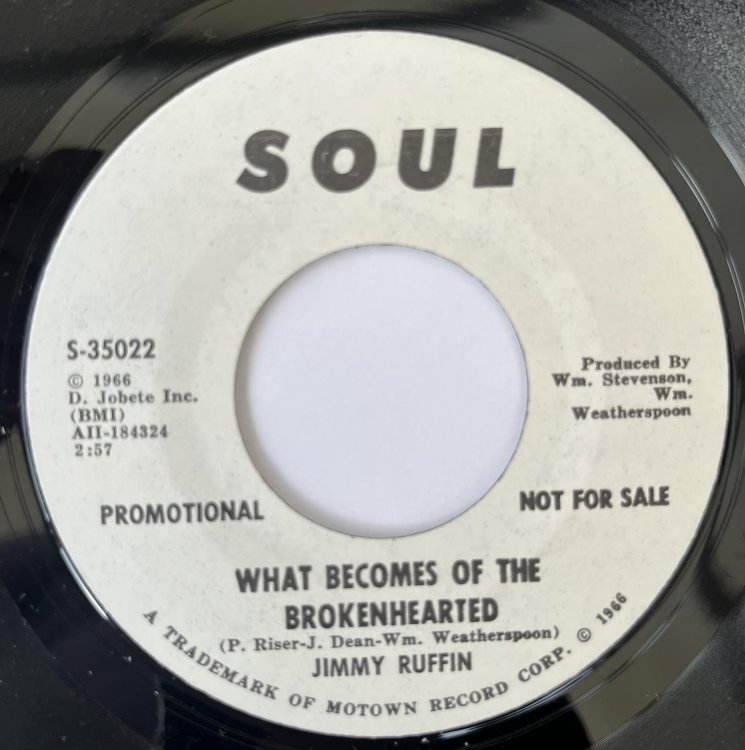 SOUL
S-35022
© 1966
D. Jobete Inc.
(BMI)
AII-184324
2:57
Produced By
Wm. Stevenson,
Wm.
Weatherspoon
PROMOTIONAL
NOT FOR SALE
WHAT BECOMES OF THE
BROKENHEARTED
(P. Riser-J. Dean-Wm. Weatherspoon)
JIMMY RUFFIN
A TRADEMARK OF MOTOWN RECORD CORP. © 1966